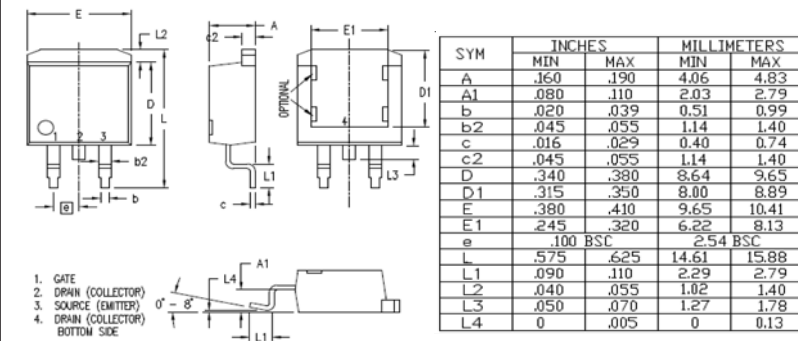 E
L2
D
L
1 2 3
b2
e
b
A
c2
L1
c
E1
OPTIONAL
4
D1
L3
1. GATE
2. DRAIN (COLLECTOR)
3. SOURCE (EMITTER)
4. DRAIN (COLLECTOR)
BOTTOM SIDE
A1
L4
0° - 8°
L1
SYM INCHES MILLIMETERS
MIN MAX MIN MAX
A .160 .190 4.06 4.83
A1 .080 .110 2.03 2.79
b .020 .039 0.51 0.99
b2 .045 .055 1.14 1.40
c .016 .029 0.40 0.74
c2 .045 .055 1.14 1.40
D .340 .380 8.64 9.65
D1 .315 .350 8.00 8.89
E .380 .410 9.65 10.41
E1 .245 .320 6.22 8.13
e .100 BSC 2.54 BSC
L .575 .625 14.61 15.88
L1 .090 .110 2.29 2.79
L2 .040 .055 1.02 1.40
L3 .050 .070 1.27 1.78
L4 0 .005 0 0.13